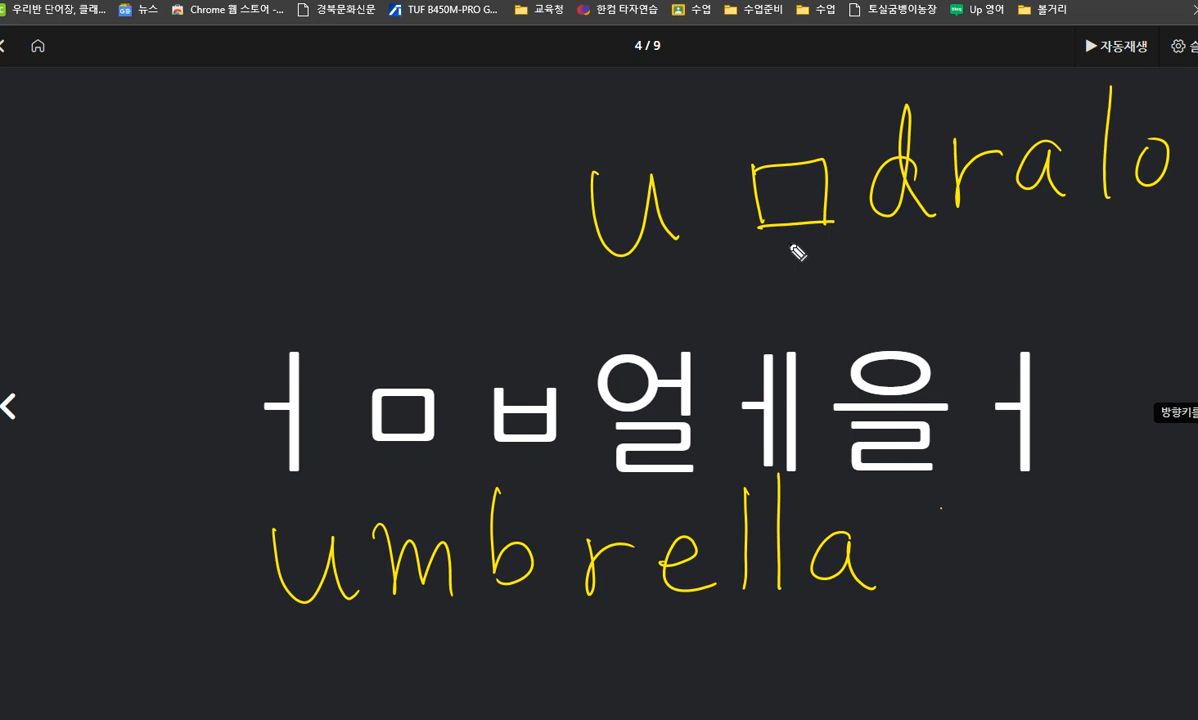 우리반 단어장, 클래... 뉴스 Chrome 웹 스토어 -... 경북문화신문 TUF B450M-PRO G... 교육청 한컴 타자연습 수업 수업준비 수업 토실굼벵이농장 Up 영어 볼거리
4 / 9 자동재생 슬
u ㅁ dralo
ㅓ ㅁ ㅂ 얼 ㅔ 을 ㅓ
방향키를
umbrella